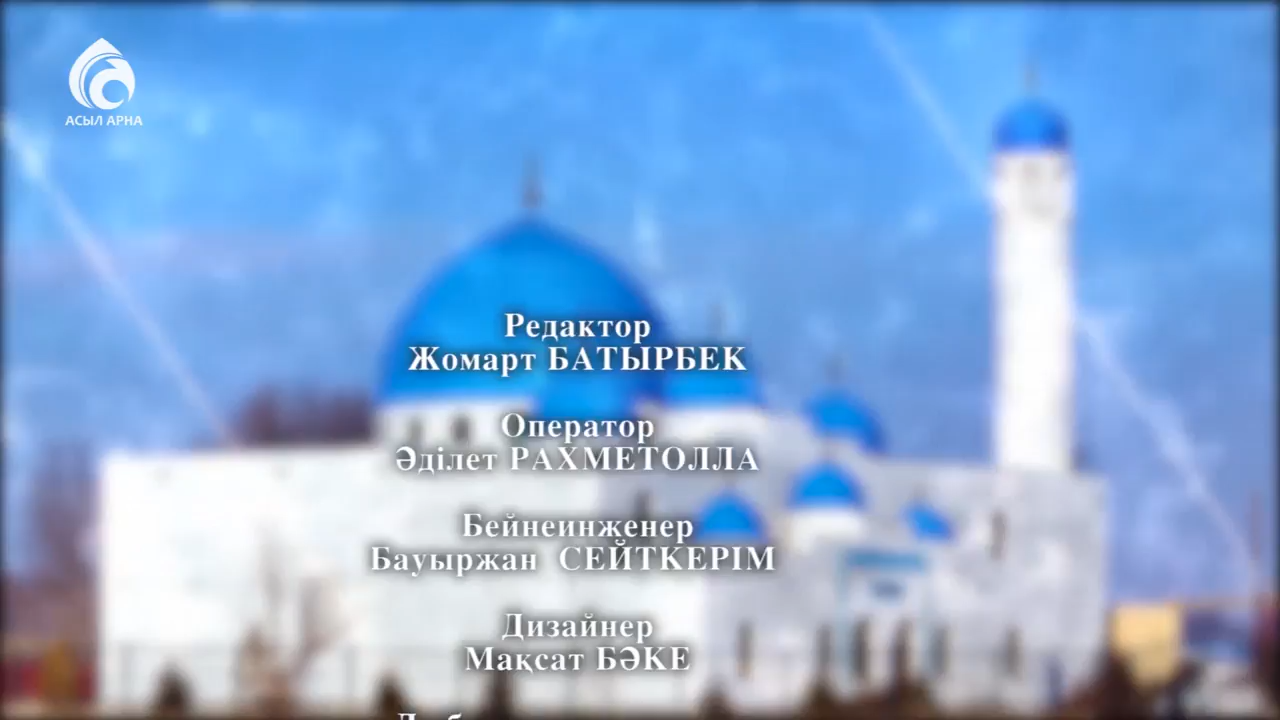 АСЫЛ АРНА
Редактор
Жомарт БАТЫРБЕК
Оператор
Әділет РАХМЕТОЛЛА
Бейнеинженер
Бауыржан СЕЙТКЕРІМ
Дизайнер
Мақсат БӘКЕ